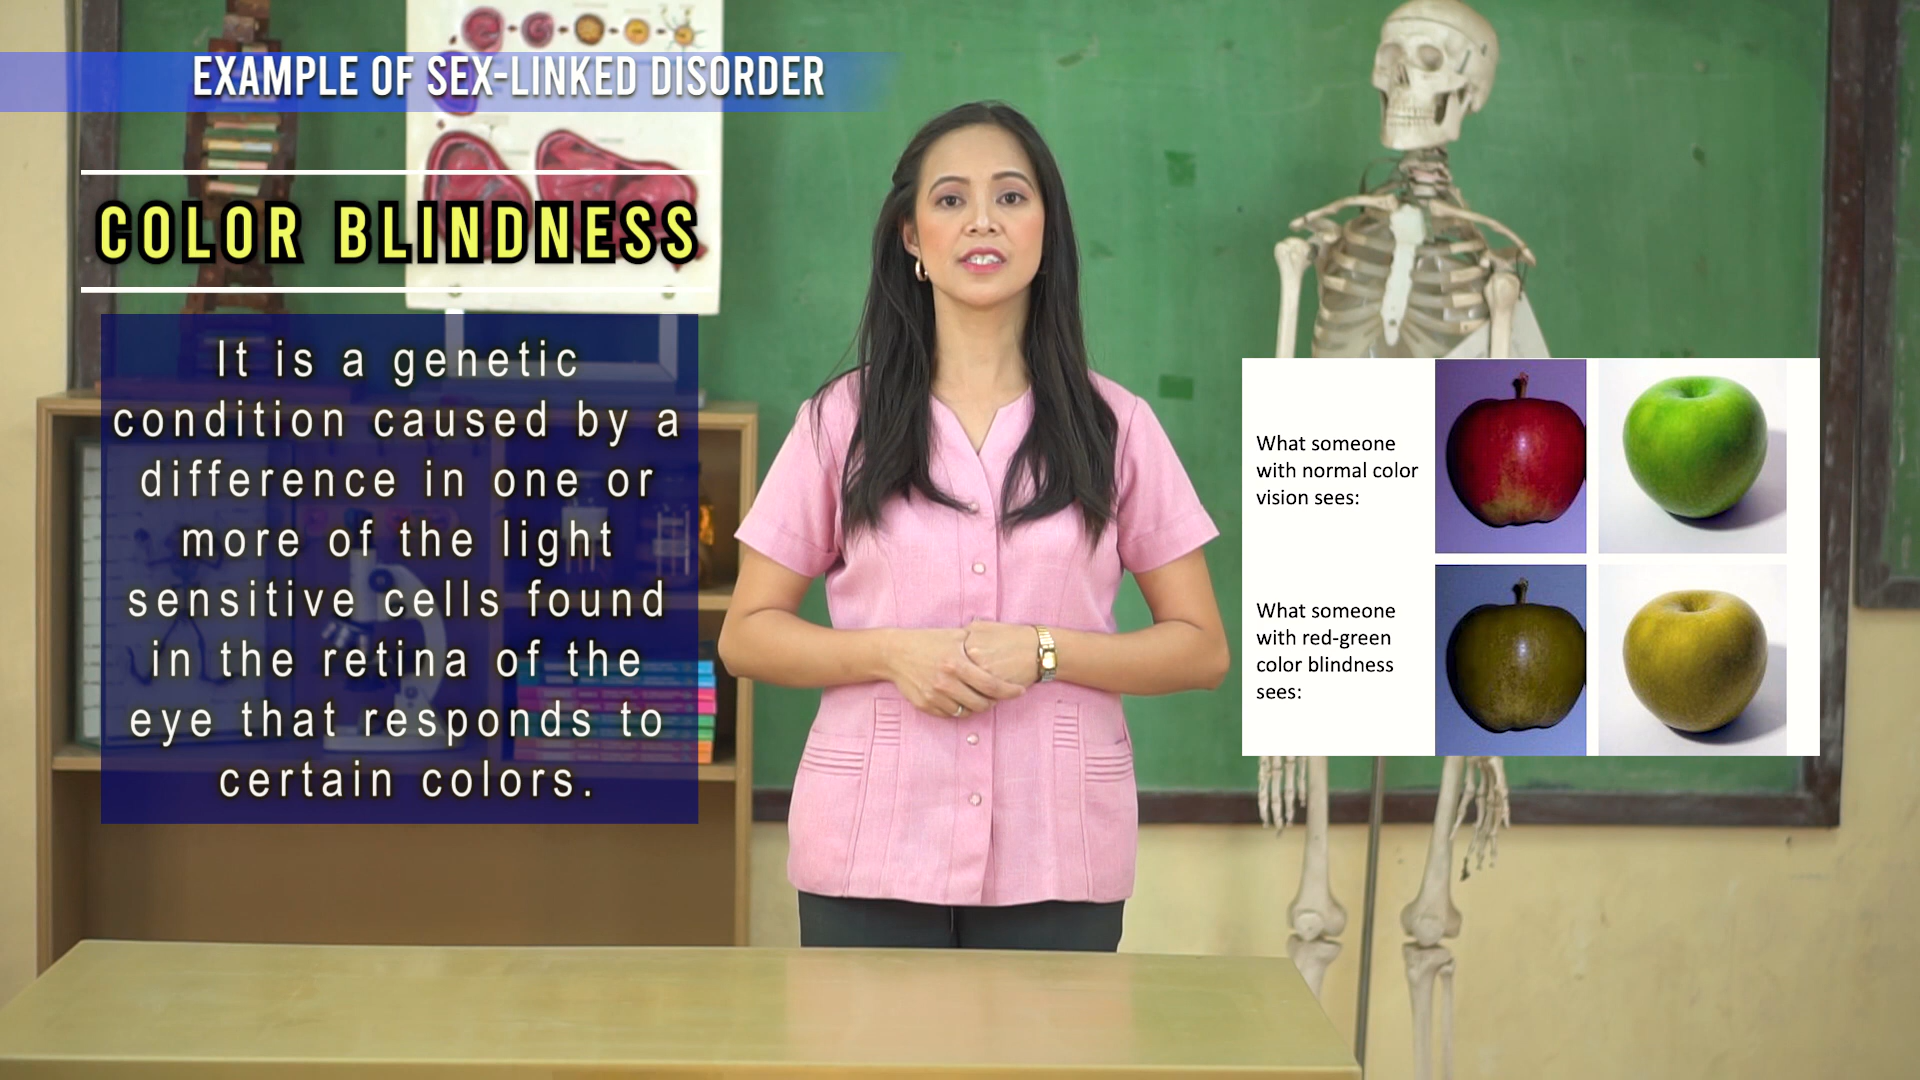 EXAMPLE OF SEX-LINKED DISORDER
COLOR BLINDNESS
It is a genetic
condition caused by a
difference in one or
more of the light
sensitive cells found
in the retina of the
eye that responds to
certain colors.
What someone
with normal color
vision sees:
What someone
with red-green
color blindness
sees: